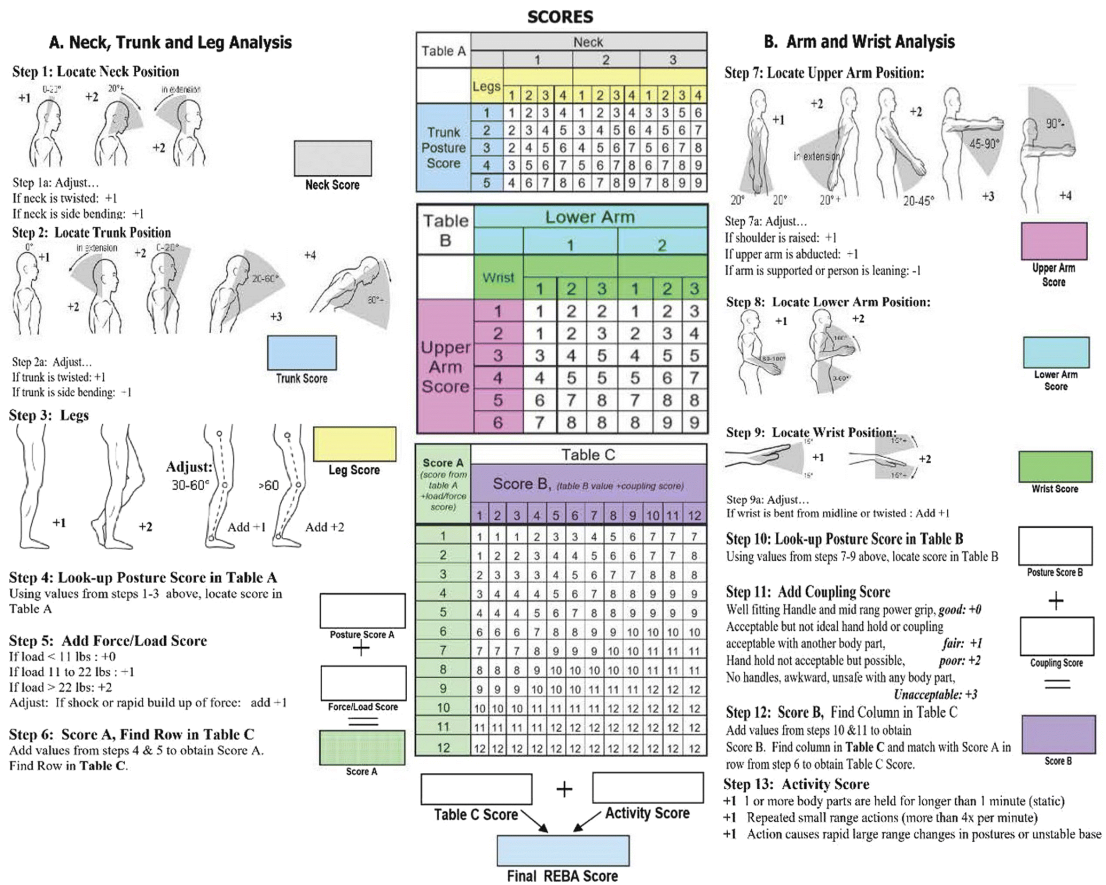 SCORES
A. Neck, Trunk and Leg Analysis
Step 1: Locate Neck Position
+1
0-20°
+2
20°+
in extension
+2
Neck Score
Step 1a: Adjust…
If neck is twisted: +1
If neck is side bending: +1
Step 2: Locate Trunk Position
0°
+1
in extension
+2
+2
0-20°
20-60°
+3
+4
60°+
Step 2a: Adjust…
If trunk is twisted: +1
If trunk is side bending: +1
Trunk Score
Step 3: Legs
+1
+2
Adjust:
30-60°
Add +1
>60
Add +2
Leg Score
Step 4: Look-up Posture Score in Table A
Using values from steps 1-3 above, locate score in
Table A
Posture Score A
+
Step 5: Add Force/Load Score
If load < 11 lbs : +0
If load 11 to 22 lbs : +1
If load > 22 lbs: +2
Adjust: If shock or rapid build up of force: add +1
Force/Load Score
=
Step 6: Score A, Find Row in Table C
Add values from steps 4 & 5 to obtain Score A.
Find Row in Table C.
Score A
Table A
Neck
1 2 3
Legs
1 2 3 4 1 2 3 4 1 2 3 4
Trunk
Posture
Score
1 1 2 3 4 1 2 3 4 3 3 5 6
2 2 3 4 5 3 4 5 6 4 5 6 7
3 2 4 5 6 4 5 6 7 5 6 7 8
4 3 5 6 7 5 6 7 8 6 7 8 9
5 4 6 7 8 6 7 8 9 7 8 9 9
Table
B
Lower Arm
1 2
Wrist
1 2 3 1 2 3
Upper
Arm
Score
1 1 2 2 1 2 3
2 1 2 3 2 3 4
3 3 4 5 4 5 5
4 4 5 5 5 6 7
5 6 7 8 7 8 8
6 7 8 8 8 9 9
Score A
(score from
table A
+load/force
score)
Table C
Score B, (table B value +coupling score)
1 2 3 4 5 6 7 8 9 10 11 12
1 1 1 1 2 3 3 4 5 6 7 7 7
2 1 2 2 3 4 4 5 6 6 7 7 8
3 2 3 3 3 4 5 6 7 7 8 8 8
4 3 4 4 4 5 6 7 8 8 9 9 9
5 4 4 4 5 6 7 8 8 9 9 9 9
6 6 6 6 7 8 8 9 9 10 10 10 10
7 7 7 7 8 9 9 9 10 10 11 11 11
8 8 8 8 9 10 10 10 10 10 11 11 11
9 9 9 9 10 10 10 11 11 11 12 12 12
10 10 10 10 11 11 11 11 12 12 12 12 12
11 11 11 11 11 12 12 12 12 12 12 12 12
12 12 12 12 12 12 12 12 12 12 12 12 12
Table C Score
+
Activity Score
Final REBA Score
B. Arm and Wrist Analysis
Step 7: Locate Upper Arm Position:
+1
20° 20°
+2
in extension
20°+
+2
20-45°
45-90°
+3
90°+
+4
Step 7a: Adjust…
If shoulder is raised: +1
If upper arm is abducted: +1
If arm is supported or person is leaning: -1
Upper Arm
Score
Step 8: Locate Lower Arm Position:
+1
+2
Lower Arm
Score
Step 9: Locate Wrist Position:
15°
+1
15°
15°+
+2
15°+
Step 9a: Adjust…
If wrist is bent from midline or twisted : Add +1
Wrist Score
Step 10: Look-up Posture Score in Table B
Using values from steps 7-9 above, locate score in Table B
Posture Score B
+
Step 11: Add Coupling Score
Well fitting Handle and mid rang power grip, good: +0
Acceptable but not ideal hand hold or coupling
acceptable with another body part, fair: +1
Hand hold not acceptable but possible, poor: +2
No handles, awkward, unsafe with any body part,
Unacceptable: +3
Coupling Score
=
Step 12: Score B, Find Column in Table C
Add values from steps 10 &11 to obtain
Score B. Find column in Table C and match with Score A in
row from step 6 to obtain Table C Score.
Score B
Step 13: Activity Score
+1 1 or more body parts are held for longer than 1 minute (static)
+1 Repeated small range actions (more than 4x per minute)
+1 Action causes rapid large range changes in postures or unstable base